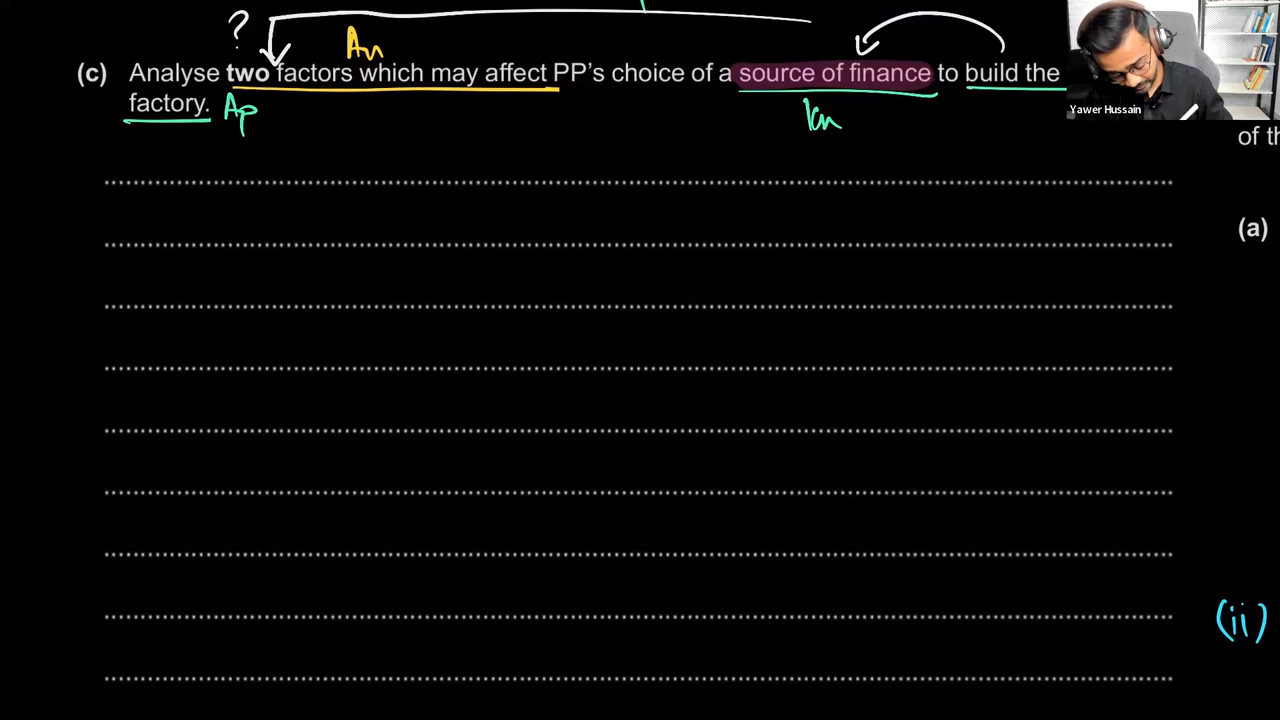 ?
An
(c) Analyse two factors which may affect PP's choice of a source of finance to build the
factory. Ap
kn
Yawer Hussain
of th
(a)
(ii)